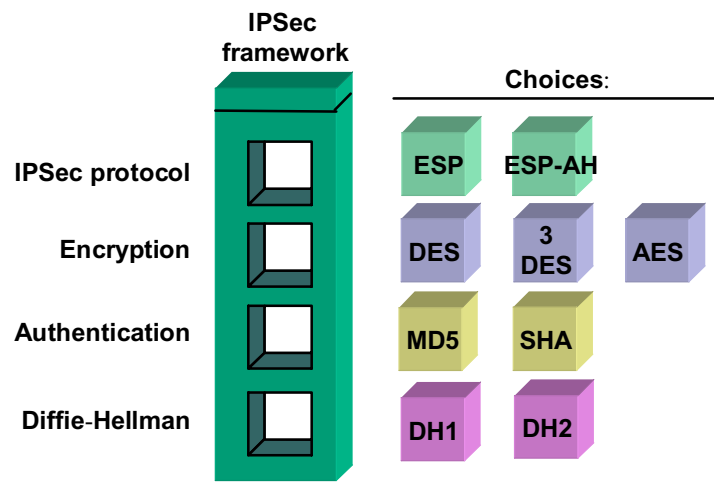 IPSec
framework
Choices:
IPSec protocol
ESP
ESP-AH
Encryption
DES
3
DES
AES
Authentication
MD5
SHA
Diffie-Hellman
DH1
DH2